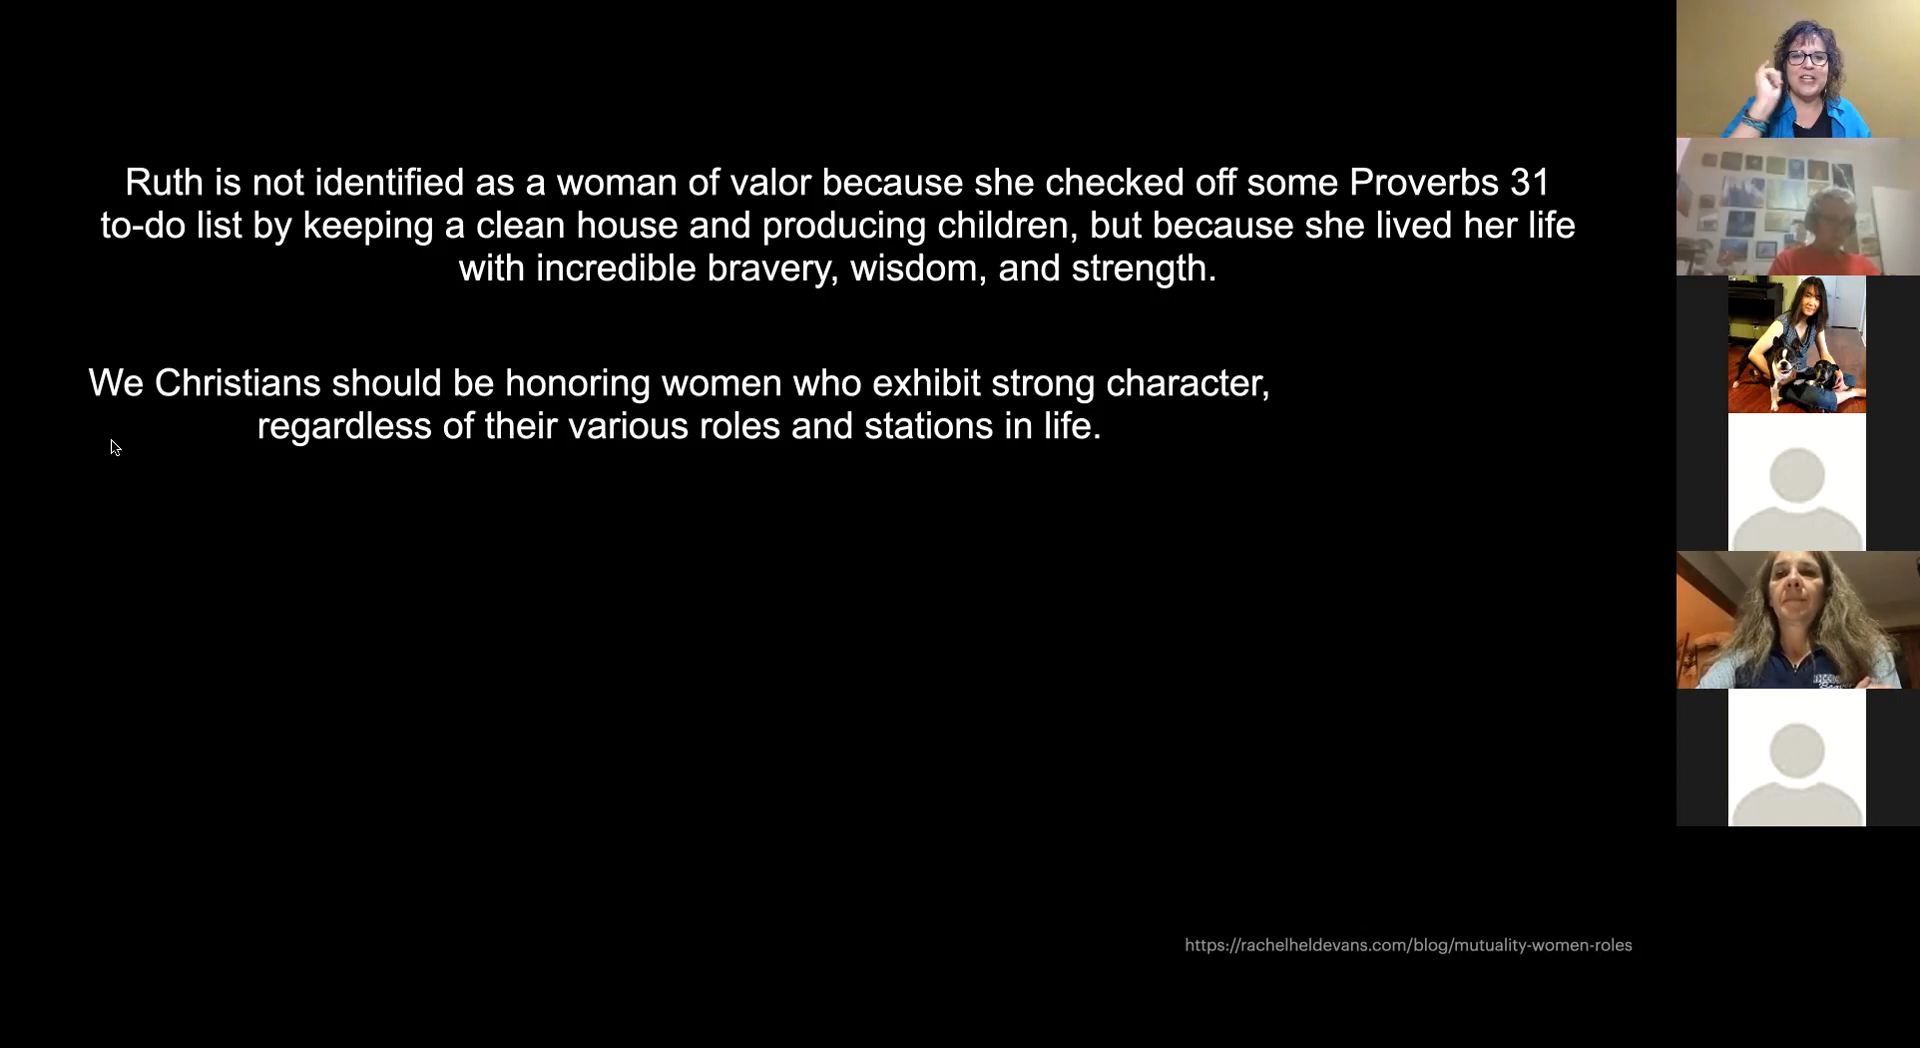 Ruth is not identified as a woman of valor because she checked off some Proverbs 31
to-do list by keeping a clean house and producing children, but because she lived her life
with incredible bravery, wisdom, and strength.
We Christians should be honoring women who exhibit strong character,
regardless of their various roles and stations in life.
https://rachelheldevans.com/blog/mutuality-women-roles